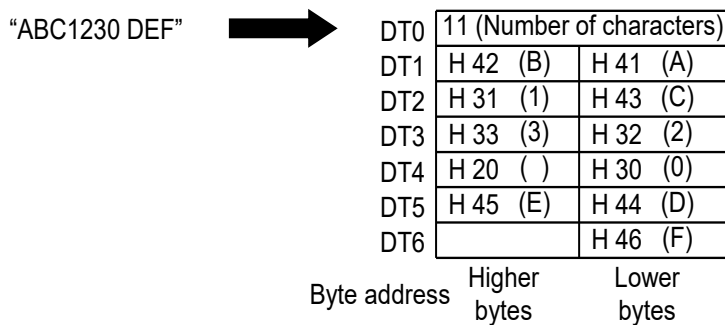 “ABC1230 DEF”
DT0 11 (Number of characters)
DT1 H 42 (B) H 41 (A)
DT2 H 31 (1) H 43 (C)
DT3 H 33 (3) H 32 (2)
DT4 H 20 ( ) H 30 (0)
DT5 H 45 (E) H 44 (D)
DT6 H 46 (F)
Byte address Higher bytes Lower bytes